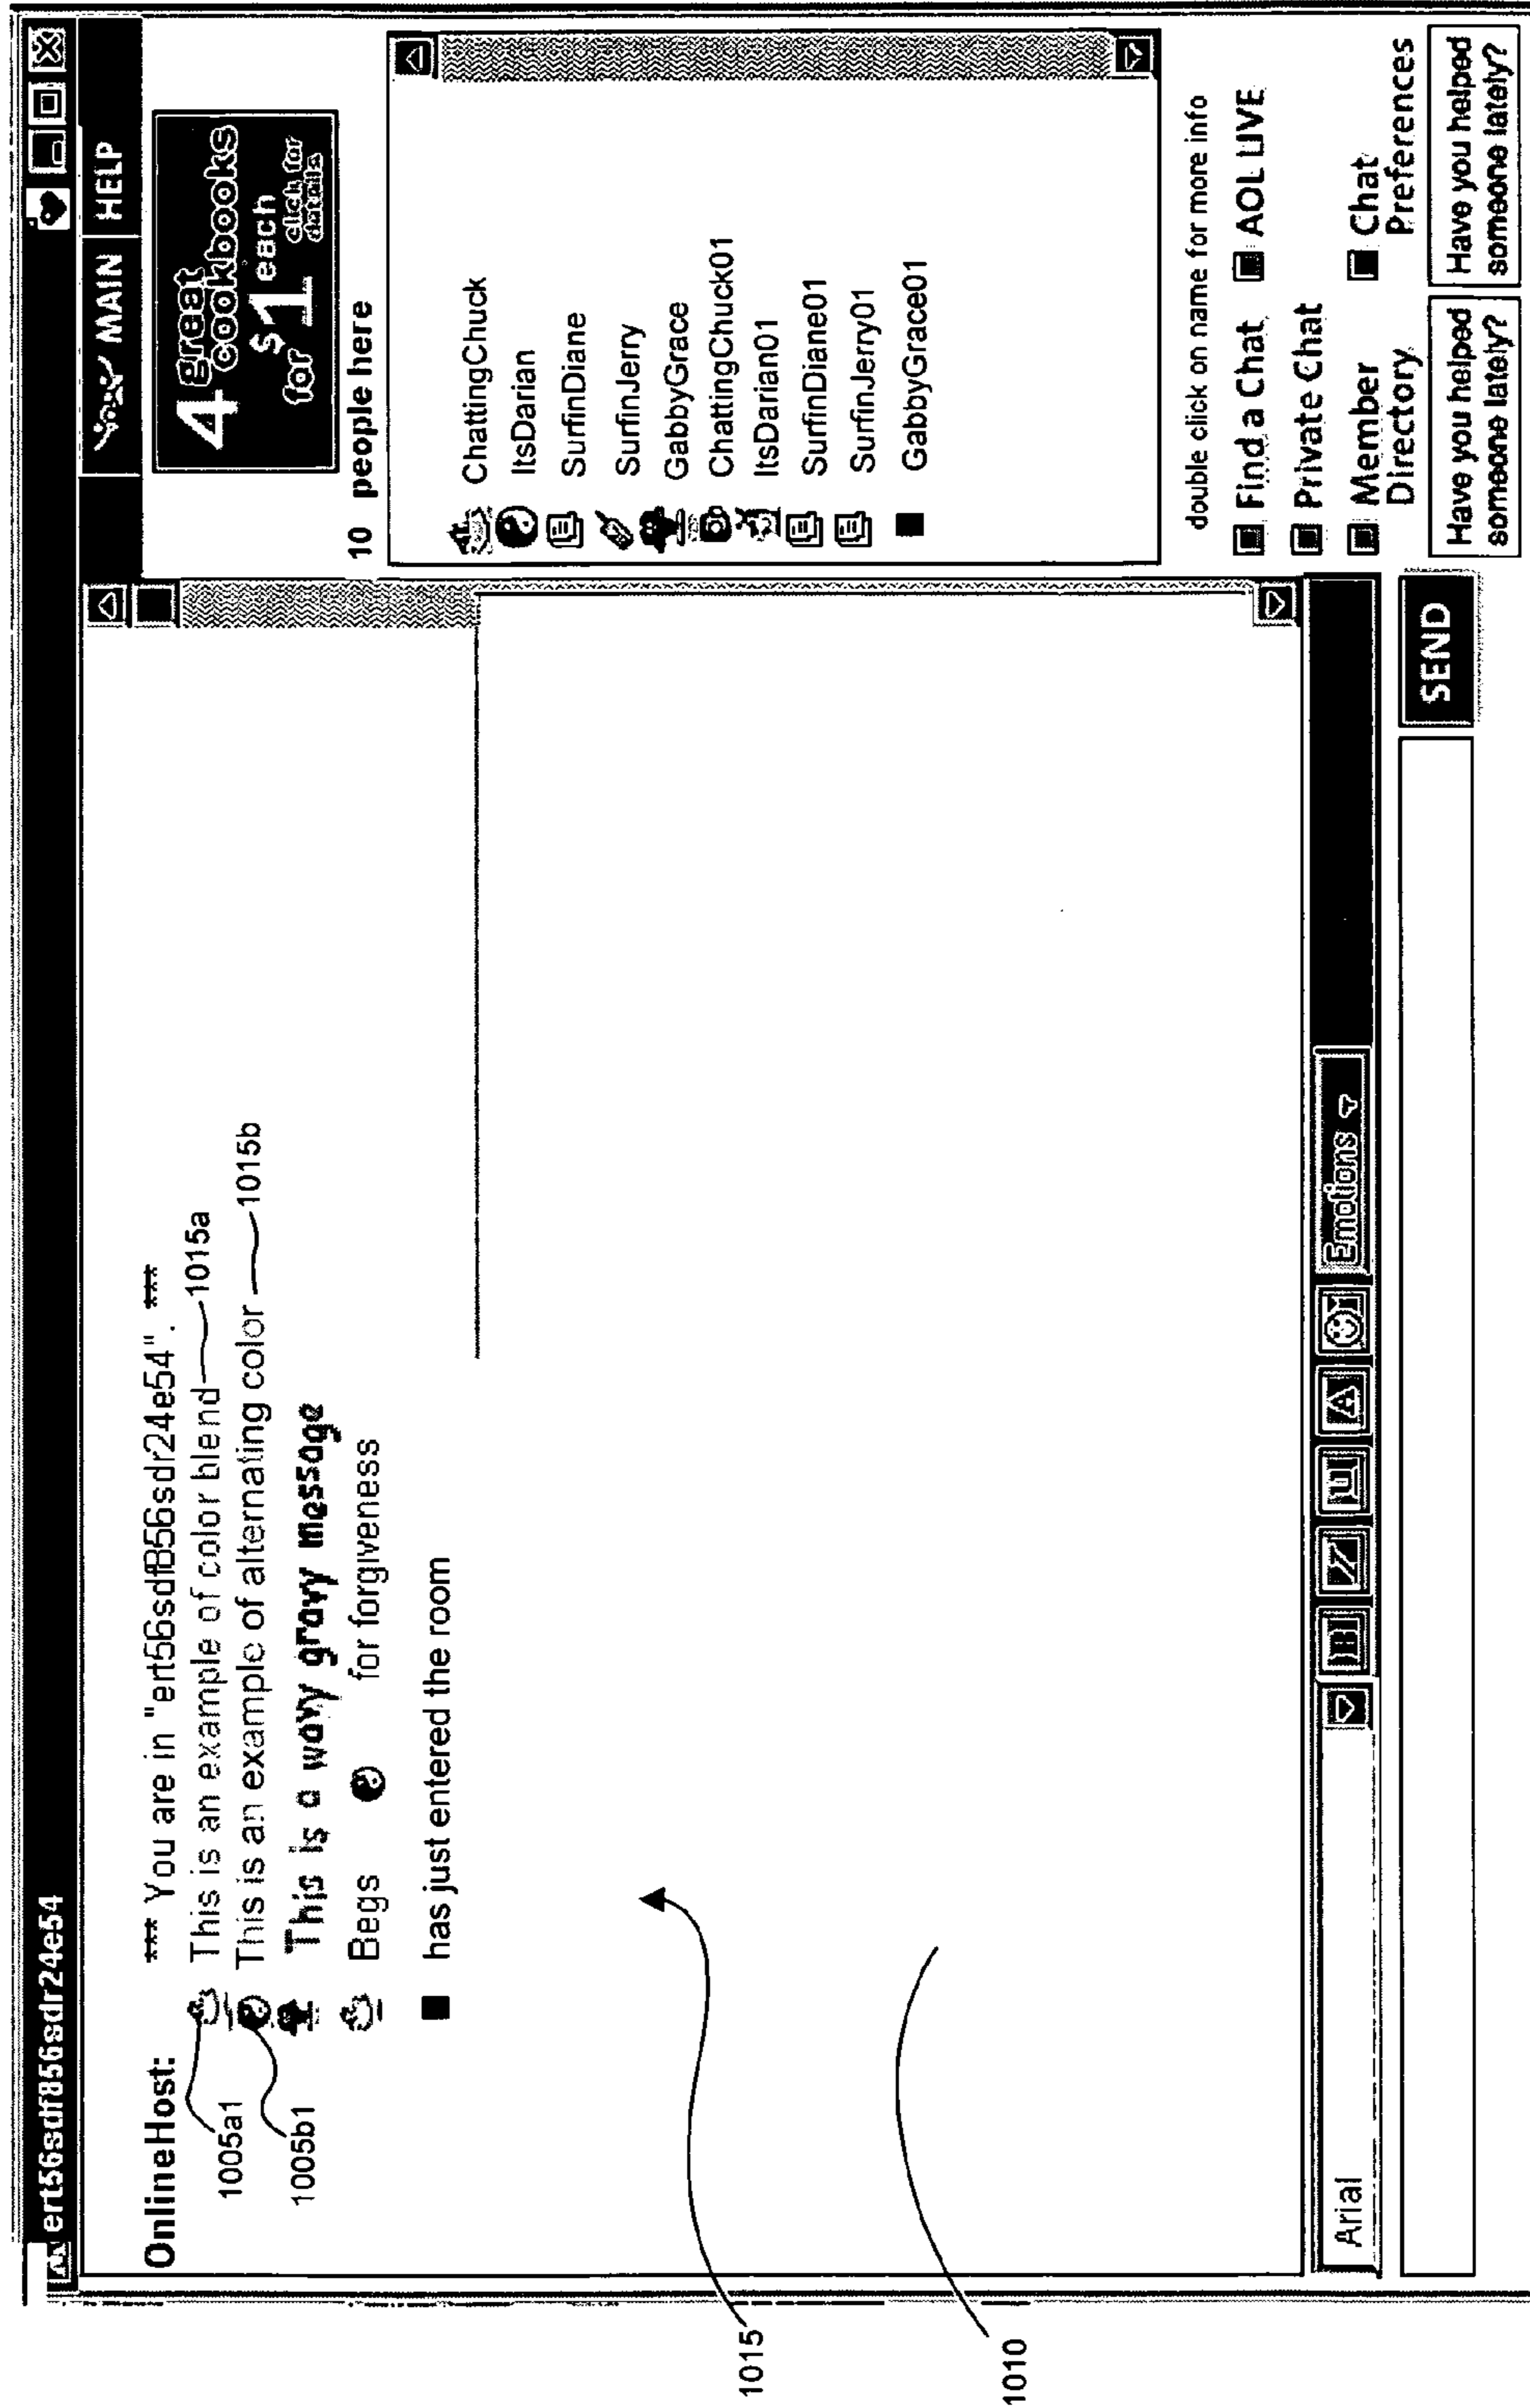 ert56sdf856sdr24e54
MAIN HELP
OnlineHost: *** You are in "ert56sdf856sdr24e54". ***
This is an example of color blend 1015a
This is an example of alternating color 1015b
This is a wavy gravy message
Begs for forgiveness
has just entered the room
1005a1
1005b1
1015
1010
4 great cookbooks
for $1 each
click for
details
10 people here
ChattingChuck
ItsDarian
SurfinDiane
SurfinJerry
GabbyGrace
ChattingChuck01
ItsDarian01
SurfinDiane01
SurfinJerry01
GabbyGrace01
double click on name for more info
Find a Chat AOL LIVE
Private Chat
Member Directory
Chat Preferences
Arial B I U A Emotions
SEND
Have you helped someone lately?
Have you helped someone lately?